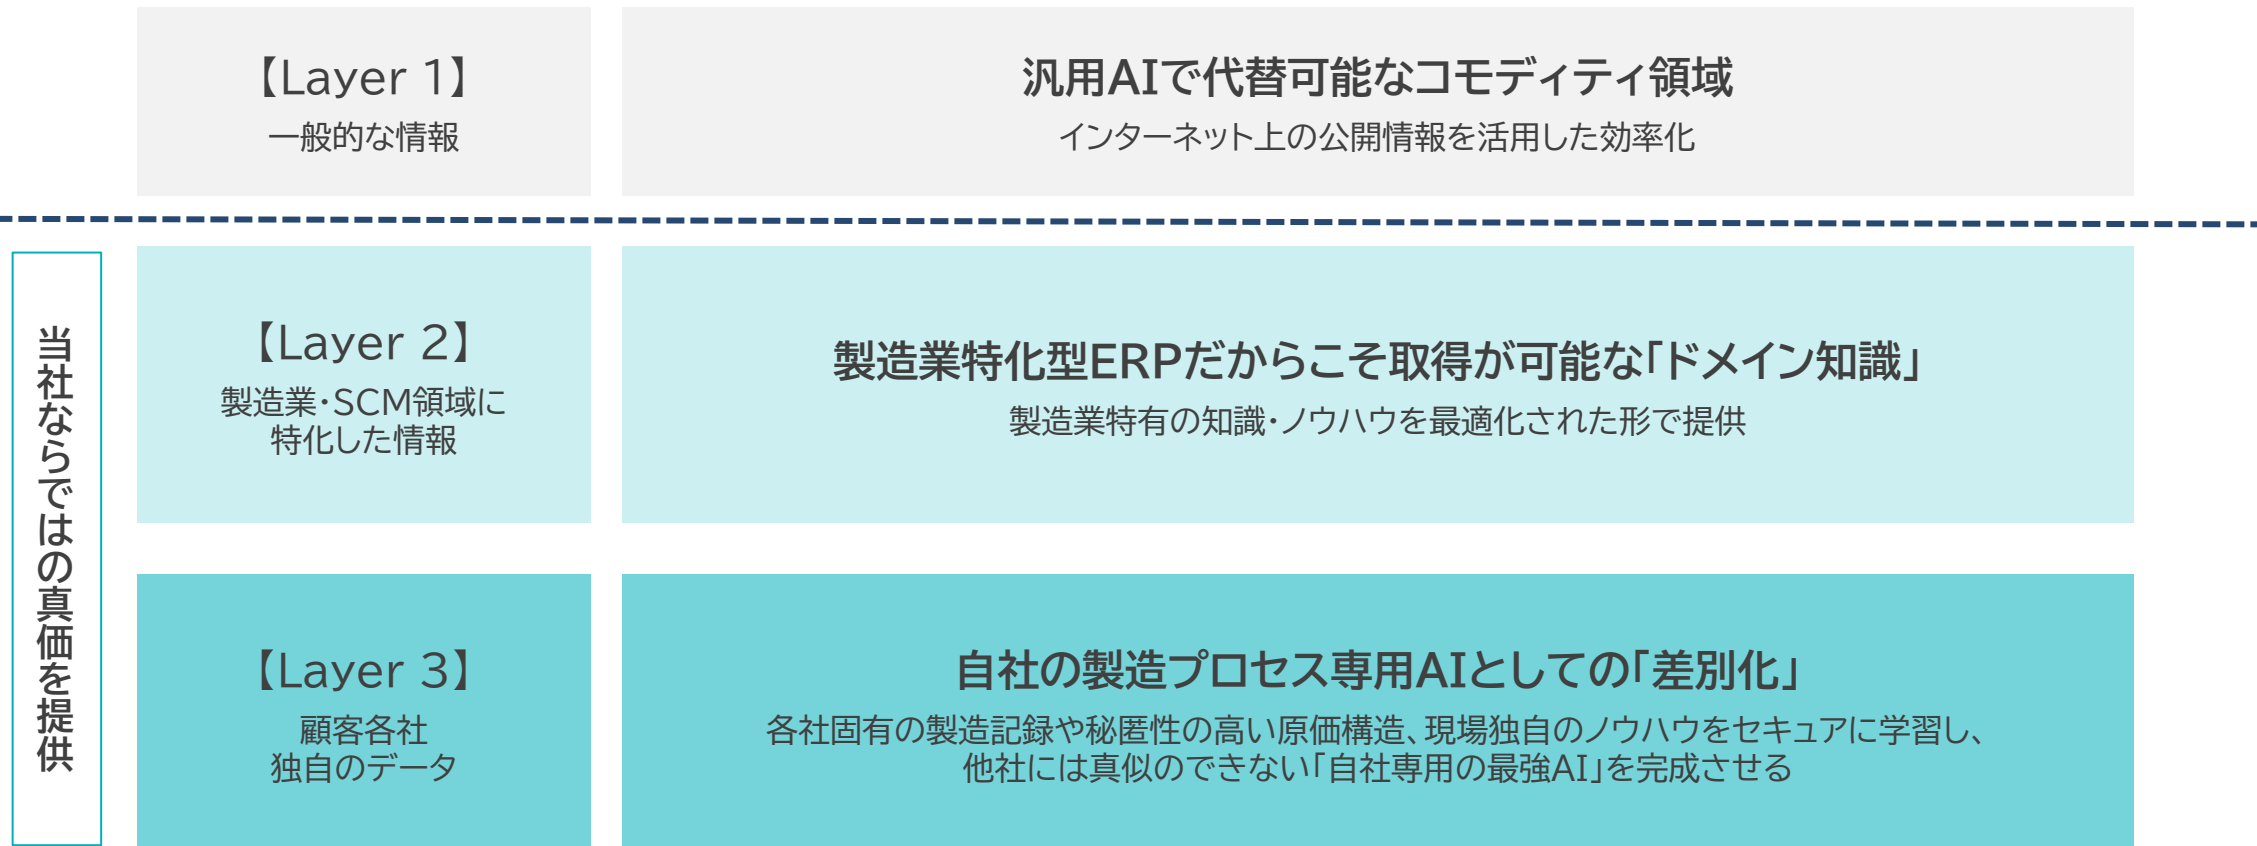 【Layer 1】
一般的な情報
汎用AIで代替可能なコモディティ領域
インターネット上の公開情報を活用した効率化
当社ならではの真価を提供
【Layer 2】
製造業・SCM領域に
特化した情報
製造業特化型ERPだからこそ取得が可能な「ドメイン知識」
製造業特有の知識・ノウハウを最適化された形で提供
【Layer 3】
顧客各社
独自のデータ
自社の製造プロセス専用AIとしての「差別化」
各社固有の製造記録や秘匿性の高い原価構造、現場独自のノウハウをセキュアに学習し、
他社には真似のできない「自社専用の最強AI」を完成させる